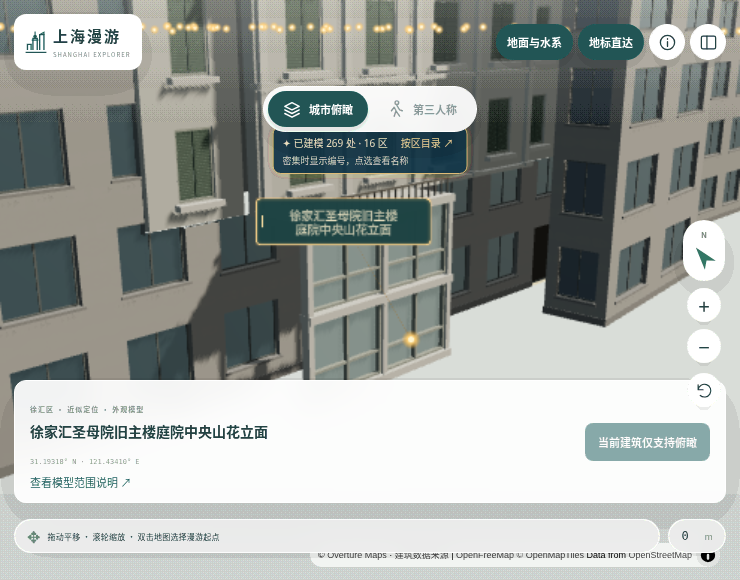 上海漫游
SHANGHAI EXPLORER
地面与水系
地标直达
城市俯瞰
第三人称
✦ 已建模 269 处 · 16 区
按区目录 ↗
密集时显示编号，点选查看名称
徐家汇圣母院旧主楼
庭院中央山花立面
N
+
−
徐汇区 · 近似定位 · 外观模型
徐家汇圣母院旧主楼庭院中央山花立面
当前建筑仅支持俯瞰
31.19318° N · 121.43410° E
查看模型范围说明 ↗
拖动平移 · 滚轮缩放 · 双击地图选择漫游起点
0 m
© Overture Maps · 建筑数据来源 | OpenFreeMap © OpenMapTiles Data from OpenStreetMap